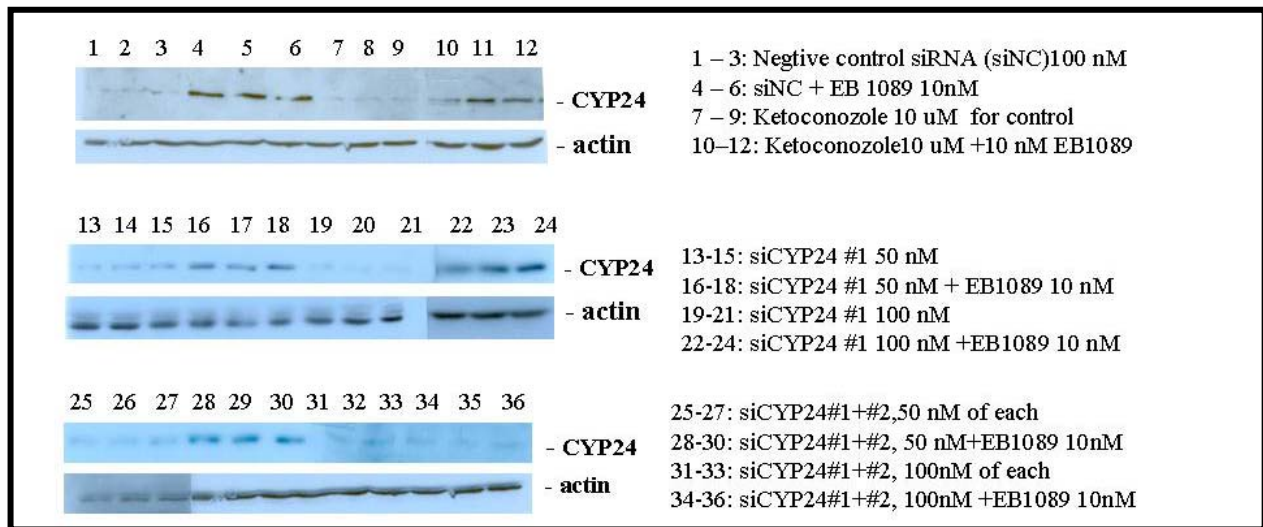 1 2 3 4 5 6 7 8 9 10 11 12
- CYP24
- actin
1 – 3: Negtive control siRNA (siNC)100 nM
4 – 6: siNC + EB 1089 10nM
7 – 9: Ketoconozole 10 uM for control
10–12: Ketoconozole10 uM +10 nM EB1089
13 14 15 16 17 18 19 20 21 22 23 24
- CYP24
- actin
13-15: siCYP24 #1 50 nM
16-18: siCYP24 #1 50 nM + EB1089 10 nM
19-21: siCYP24 #1 100 nM
22-24: siCYP24 #1 100 nM +EB1089 10 nM
25 26 27 28 29 30 31 32 33 34 35 36
- CYP24
- actin
25-27: siCYP24#1+#2,50 nM of each
28-30: siCYP24#1+#2, 50 nM+EB1089 10nM
31-33: siCYP24#1+#2, 100nM of each
34-36: siCYP24#1+#2, 100nM +EB1089 10nM